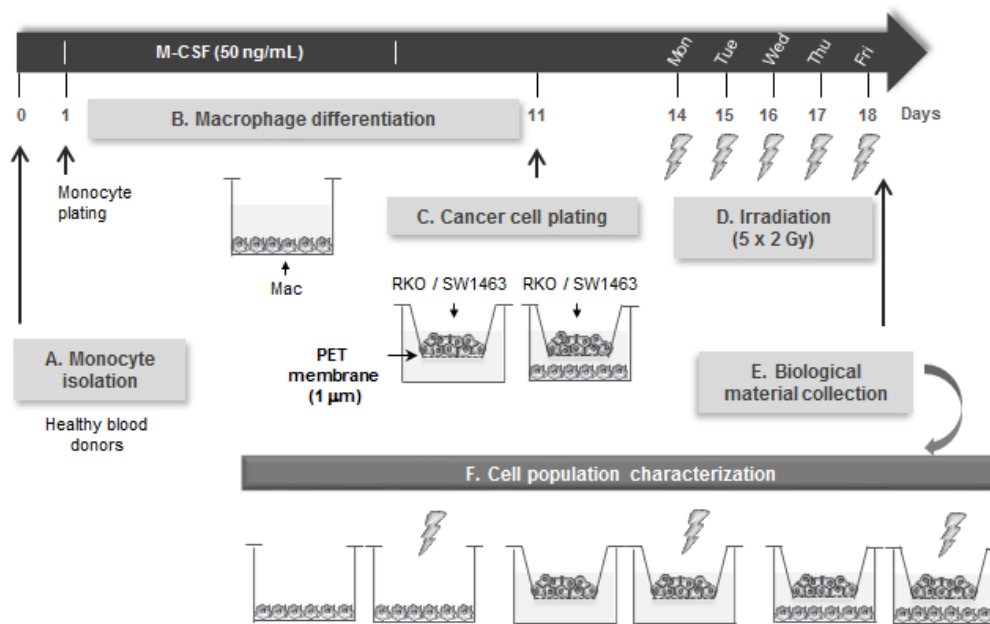 M-CSF (50 ng/mL)
Mon Tue Wed Thu Fri
0 1 11 14 15 16 17 18 Days
B. Macrophage differentiation
Monocyte
plating
C. Cancer cell plating
D. Irradiation
(5 x 2 Gy)
Mac
RKO / SW1463 RKO / SW1463
PET
membrane
(1 µm)
A. Monocyte
isolation
Healthy blood
donors
E. Biological
material collection
F. Cell population characterization